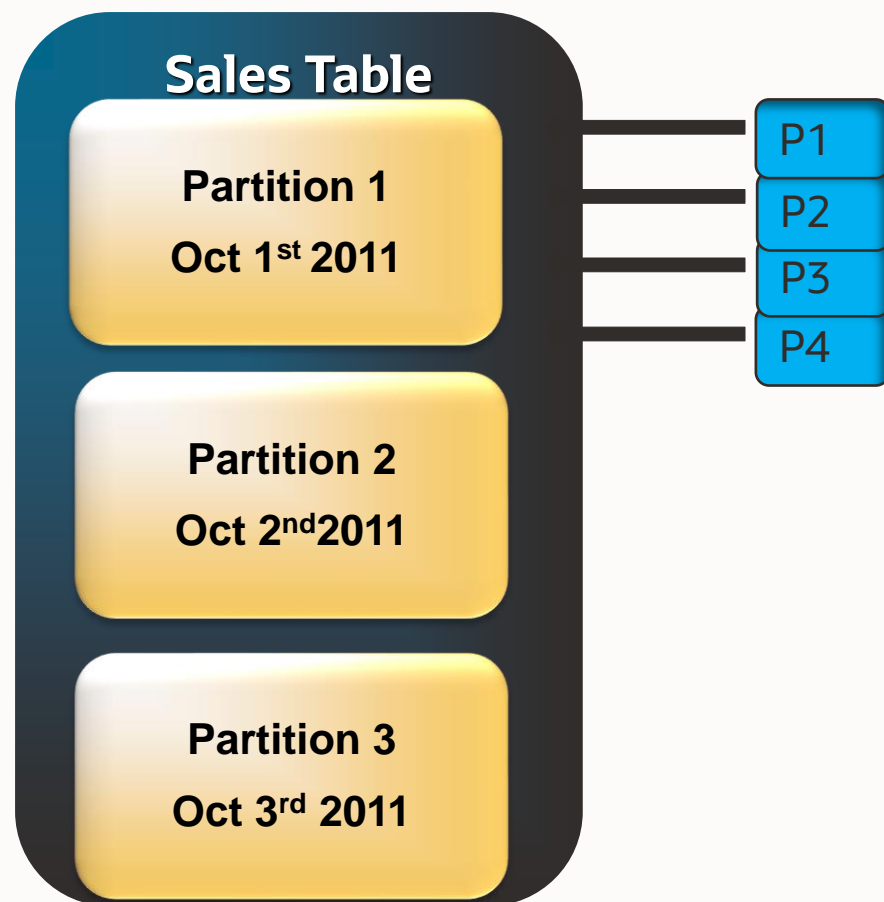 Sales Table
Partition 1
Oct 1st 2011
Partition 2
Oct 2nd2011
Partition 3
Oct 3rd 2011
P1
P2
P3
P4